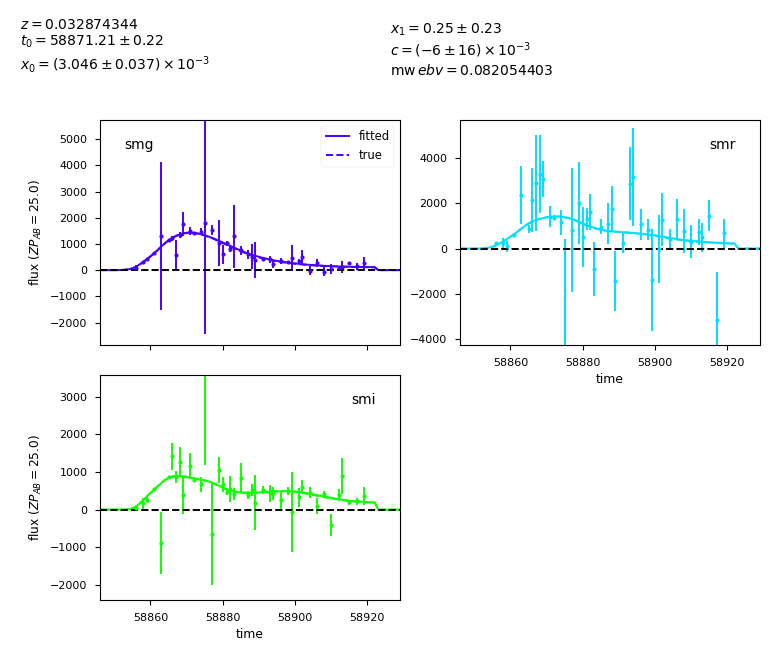 z = 0.032874344
t₀ = 58871.21 ± 0.22
x₀ = (3.046 ± 0.037) × 10⁻³
x₁ = 0.25 ± 0.23
c = (−6 ± 16) × 10⁻³
mw ebv = 0.082054403
smg
fitted
true
flux (ZP_AB = 25.0)
5000
4000
3000
2000
1000
0
−1000
−2000
smr
4000
2000
0
−2000
−4000
58860 58880 58900 58920
time
smi
flux (ZP_AB = 25.0)
3000
2000
1000
0
−1000
−2000
58860 58880 58900 58920
time